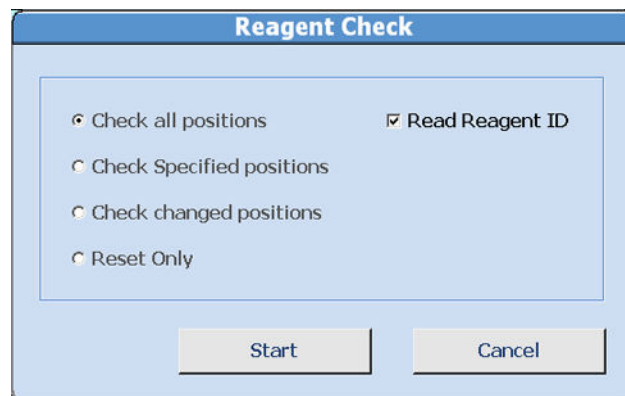 Reagent Check
Check all positions
Read Reagent ID
Check Specified positions
Check changed positions
Reset Only
Start
Cancel